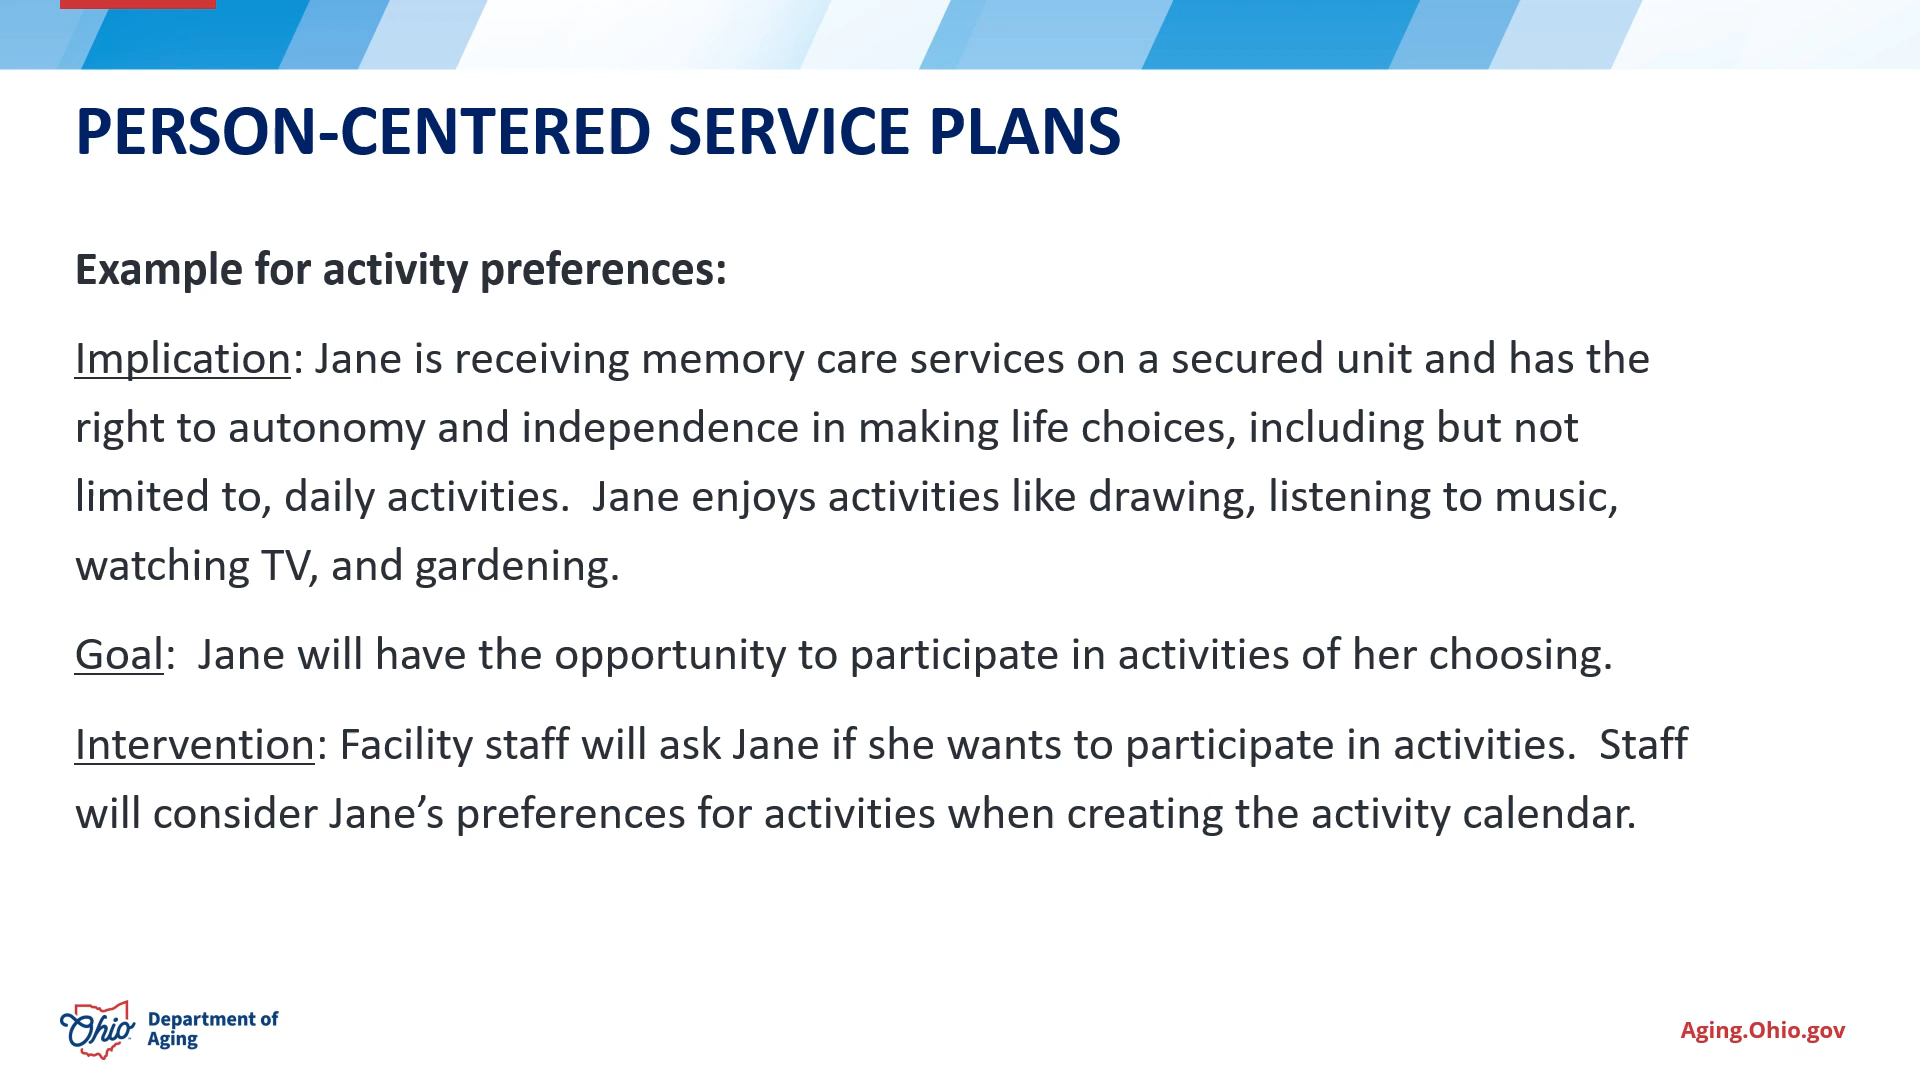 PERSON-CENTERED SERVICE PLANS
Example for activity preferences:
Implication: Jane is receiving memory care services on a secured unit and has the
right to autonomy and independence in making life choices, including but not
limited to, daily activities.  Jane enjoys activities like drawing, listening to music,
watching TV, and gardening.
Goal:  Jane will have the opportunity to participate in activities of her choosing.
Intervention: Facility staff will ask Jane if she wants to participate in activities.  Staff
will consider Jane’s preferences for activities when creating the activity calendar.
Ohio
Department of
Aging
Aging.Ohio.gov